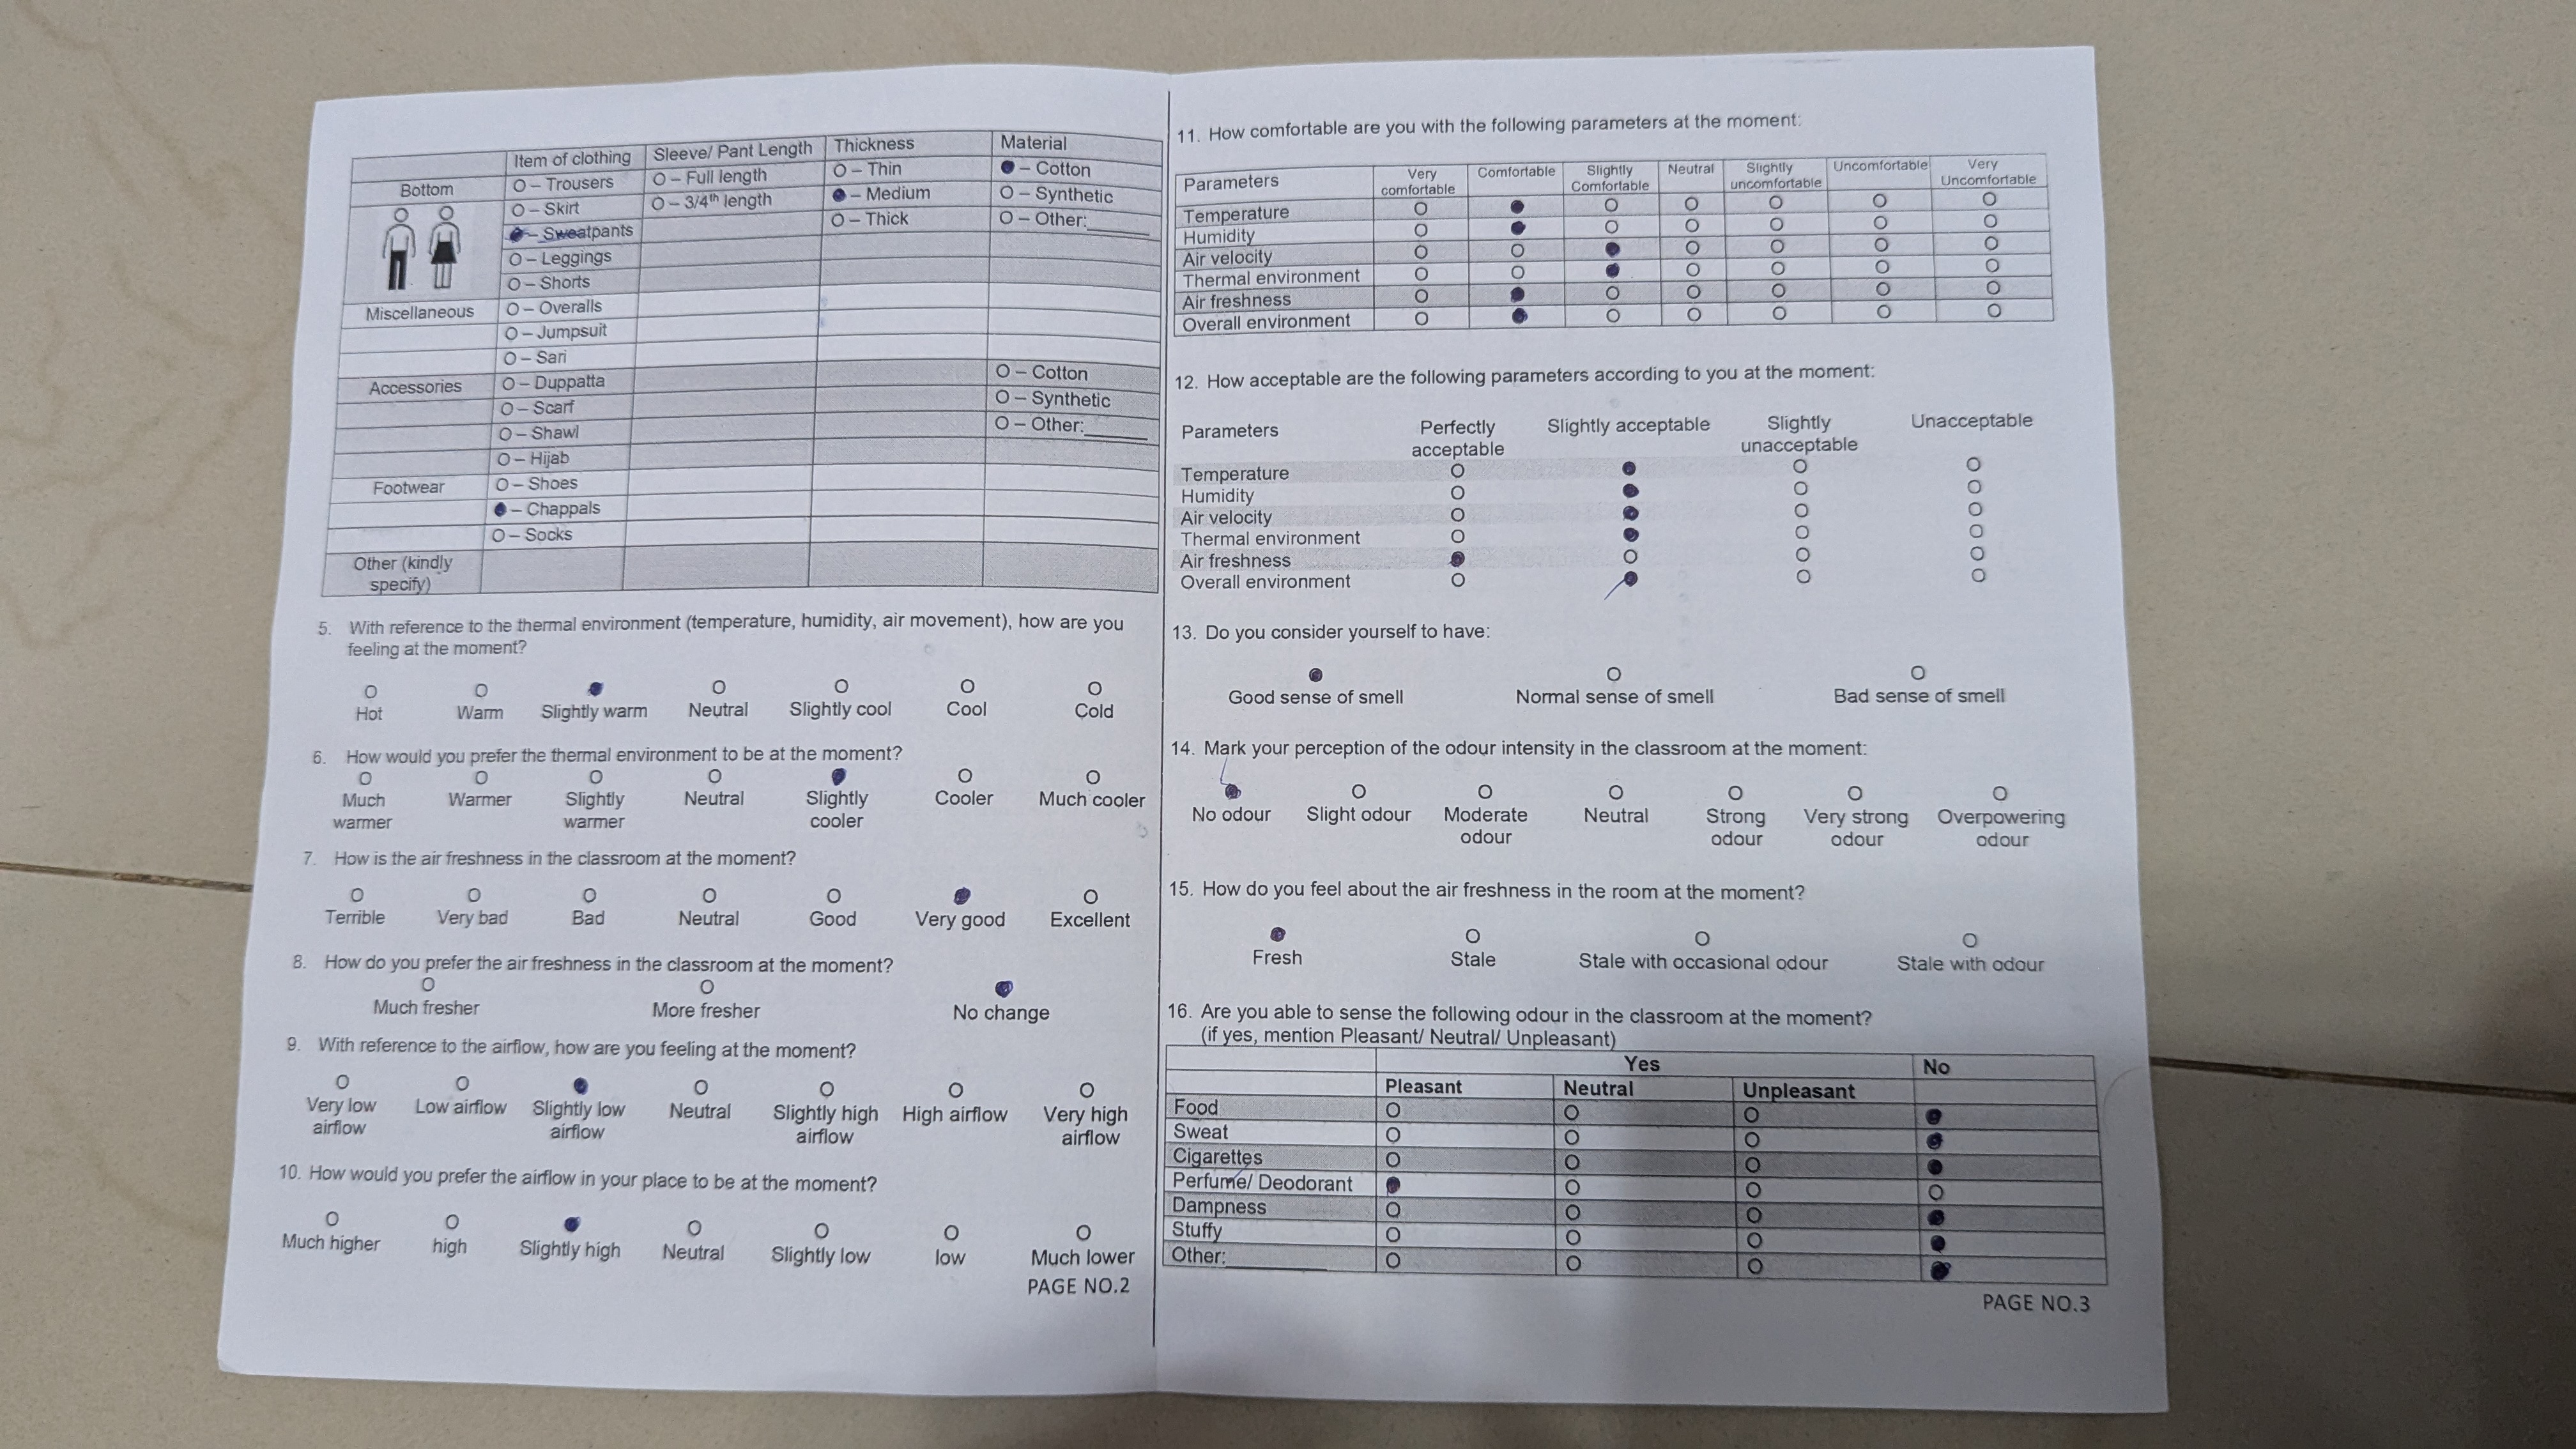 Item of clothing Sleeve/ Pant Length Thickness Material
Bottom O – Trousers O – Full length O – Thin ● – Cotton
O – Skirt O – 3/4th length ● – Medium O – Synthetic
● – Sweatpants O – Thick O – Other:______
O – Leggings
O – Shorts
Miscellaneous O – Overalls
O – Jumpsuit
O – Sari
Accessories O – Duppatta O – Cotton
O – Scarf O – Synthetic
O – Shawl O – Other:______
O – Hijab
Footwear O – Shoes
● – Chappals
O – Socks
Other (kindly
specify)
5. With reference to the thermal environment (temperature, humidity, air movement), how are you
feeling at the moment?
O O ● O O O O
Hot Warm Slightly warm Neutral Slightly cool Cool Cold
6. How would you prefer the thermal environment to be at the moment?
O O O O ● O O
Much Warmer Slightly Neutral Slightly Cooler Much cooler
warmer warmer cooler
7. How is the air freshness in the classroom at the moment?
O O O O O ● O
Terrible Very bad Bad Neutral Good Very good Excellent
8. How do you prefer the air freshness in the classroom at the moment?
O O ●
Much fresher More fresher No change
9. With reference to the airflow, how are you feeling at the moment?
O O ● O O O O
Very low Low airflow Slightly low Neutral Slightly high High airflow Very high
airflow airflow airflow airflow
10. How would you prefer the airflow in your place to be at the moment?
O O ● O O O O
Much higher high Slightly high Neutral Slightly low low Much lower
PAGE NO.2
11. How comfortable are you with the following parameters at the moment:
Parameters Very Comfortable Slightly Neutral Slightly Uncomfortable Very
comfortable Comfortable uncomfortable Uncomfortable
Temperature O ● O O O O O
Humidity O ● O O O O O
Air velocity O O ● O O O O
Thermal environment O O ● O O O O
Air freshness O ● O O O O O
Overall environment O ● O O O O O
12. How acceptable are the following parameters according to you at the moment:
Parameters Perfectly Slightly acceptable Slightly Unacceptable
acceptable unacceptable
Temperature O ● O O
Humidity O ● O O
Air velocity O ● O O
Thermal environment O ● O O
Air freshness ● O O O
Overall environment O ● O O
13. Do you consider yourself to have:
● O O
Good sense of smell Normal sense of smell Bad sense of smell
14. Mark your perception of the odour intensity in the classroom at the moment:
● O O O O O O
No odour Slight odour Moderate Neutral Strong Very strong Overpowering
odour odour odour odour
15. How do you feel about the air freshness in the room at the moment?
● O O O
Fresh Stale Stale with occasional odour Stale with odour
16. Are you able to sense the following odour in the classroom at the moment?
(if yes, mention Pleasant/ Neutral/ Unpleasant)
Yes No
Pleasant Neutral Unpleasant
Food O O O ●
Sweat O O O ●
Cigarettes O O O ●
Perfume/ Deodorant ● O O O
Dampness O O O ●
Stuffy O O O ●
Other:__________ O O O ●
PAGE NO.3